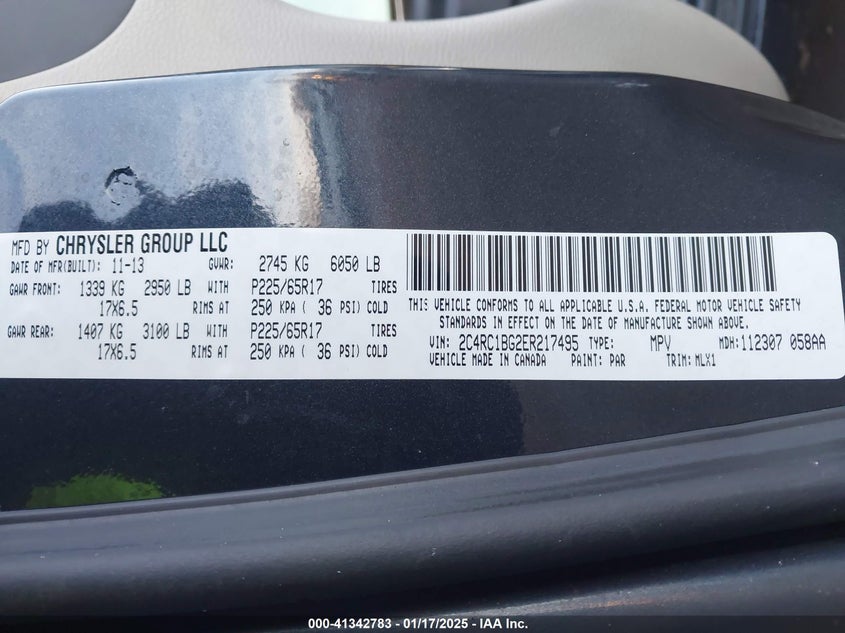 MFD BY CHRYSLER GROUP LLC
DATE OF MFR(BUILT): 11-13 GVWR: 2745 KG 6050 LB
GAWR FRONT: 1339 KG 2950 LB WITH P225/65R17 TIRES
17X6.5 RIMS AT 250 KPA ( 36 PSI) COLD
GAWR REAR: 1407 KG 3100 LB WITH P225/65R17 TIRES
17X6.5 RIMS AT 250 KPA ( 36 PSI) COLD
THIS VEHICLE CONFORMS TO ALL APPLICABLE U.S.A. FEDERAL MOTOR VEHICLE SAFETY
STANDARDS IN EFFECT ON THE DATE OF MANUFACTURE SHOWN ABOVE.
VIN: 2C4RC1BG2ER217495 TYPE: MPV MDH: 112307 058AA
VEHICLE MADE IN CANADA PAINT: PAR TRIM: MLX1
000-41342783 - 01/17/2025 - IAA Inc.